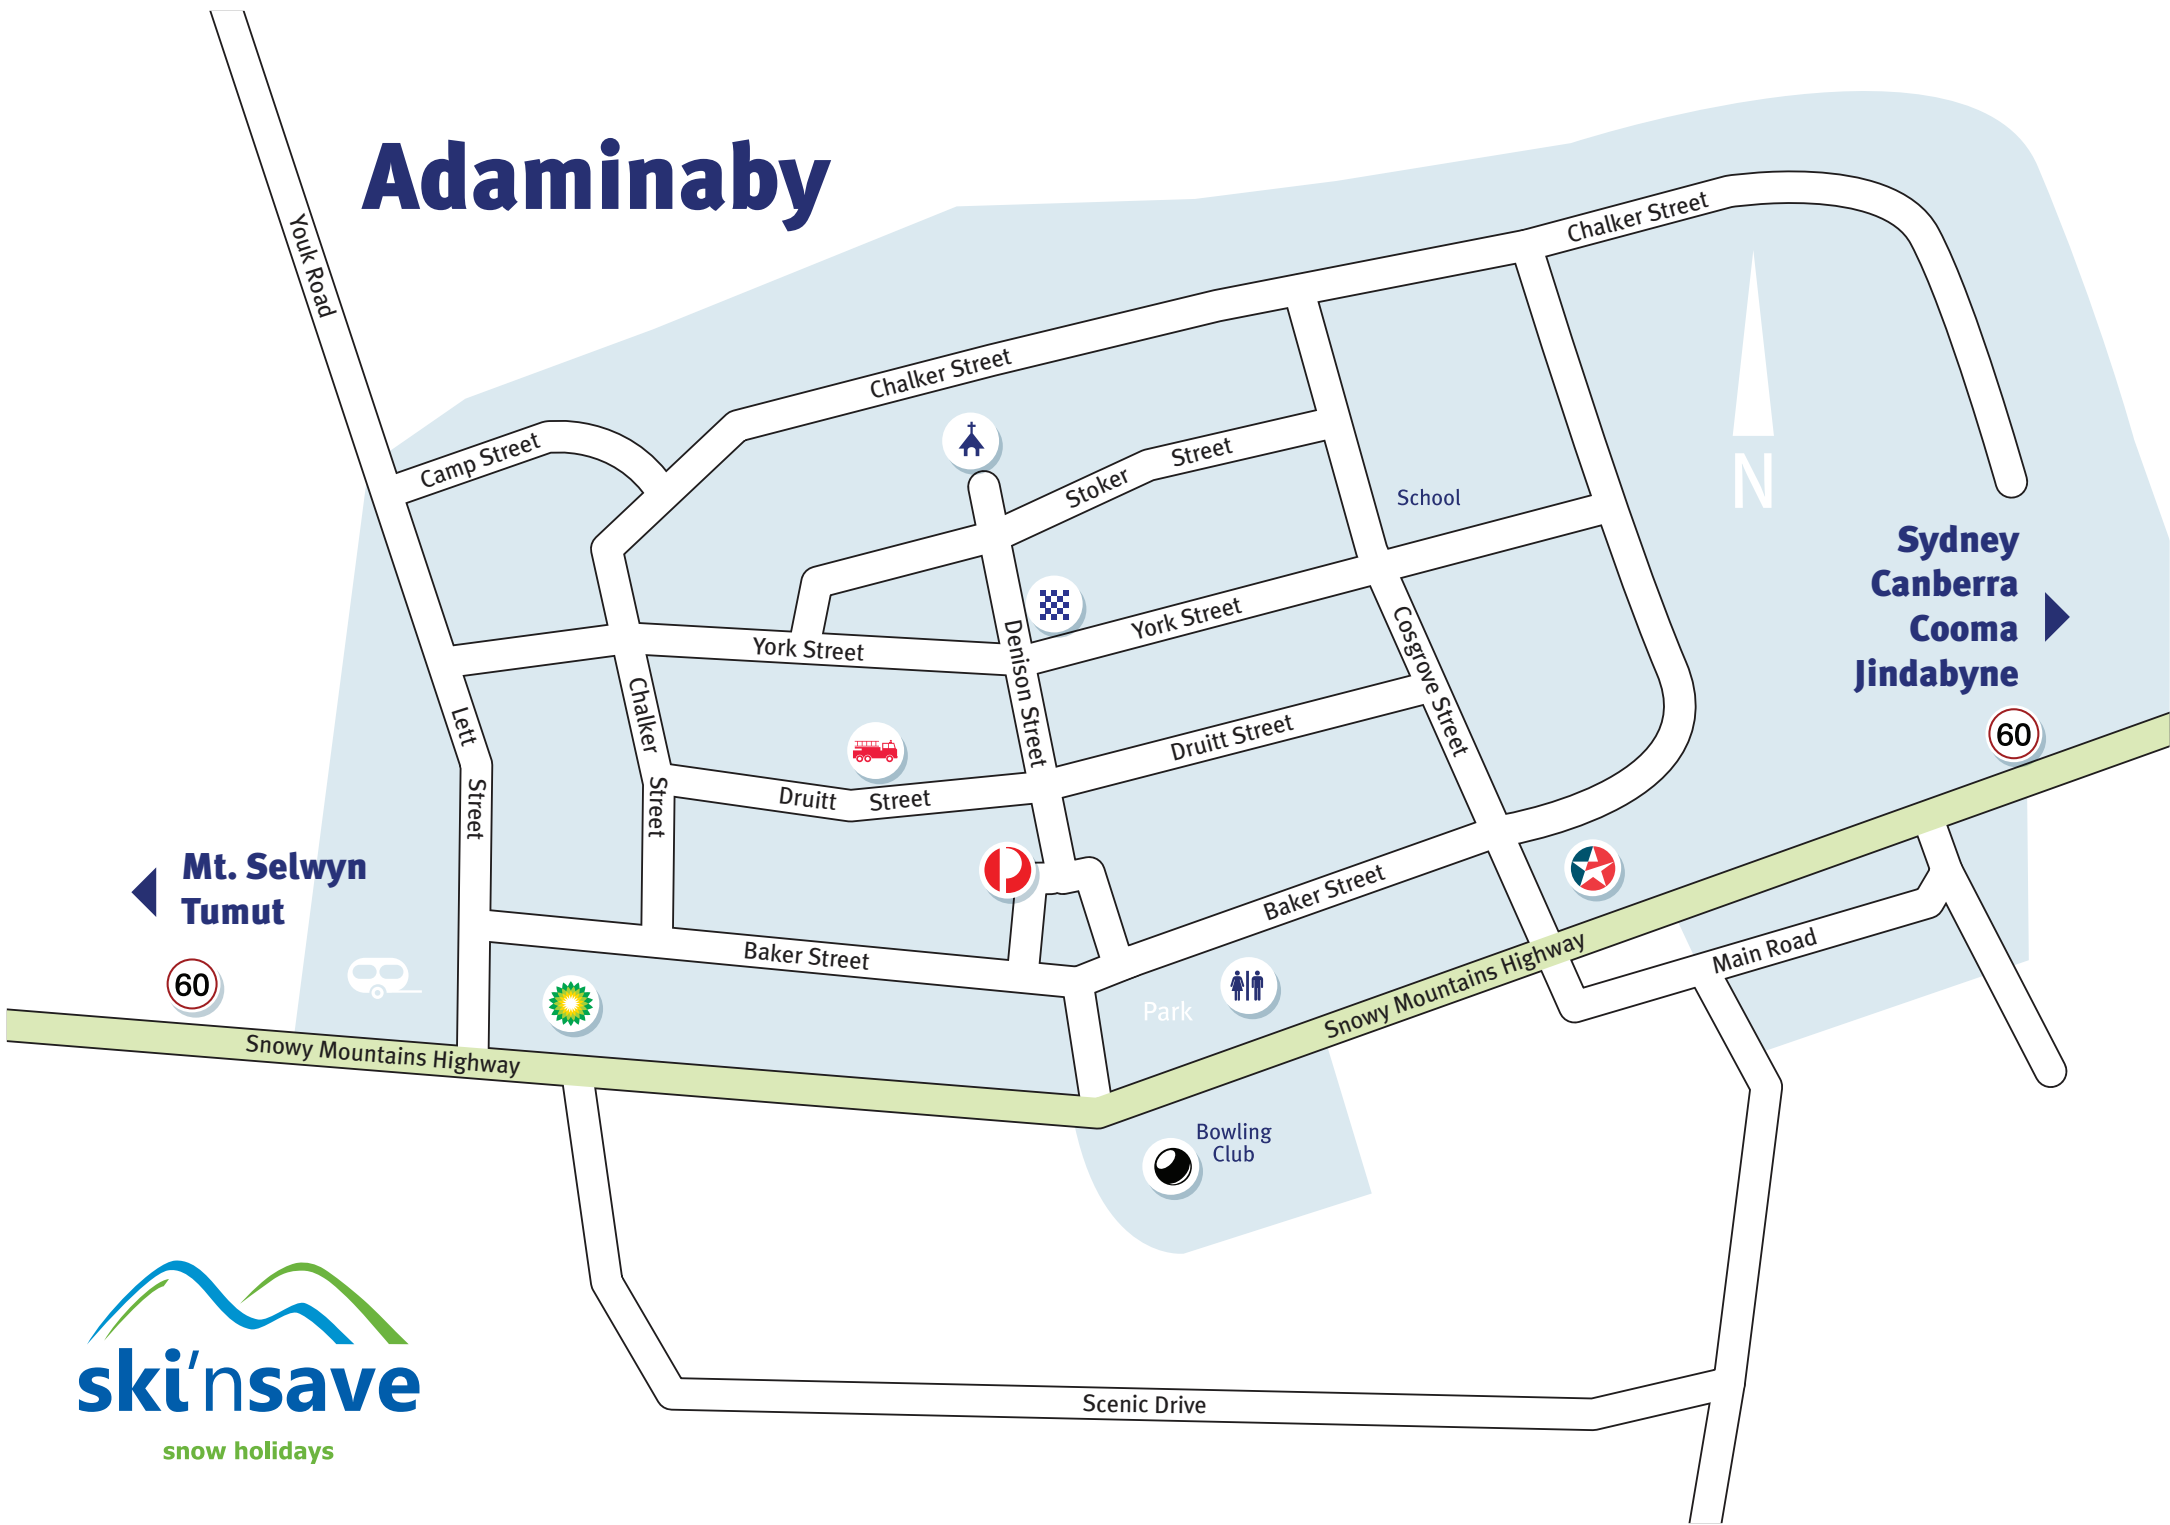 Adaminaby
Youk Road
Chalker Street
Chalker Street
Camp Street
Stoker Street
School
N
Sydney
Canberra
Cooma
Jindabyne
60
York Street
York Street
Denison Street
Cosgrove Street
Lett Street
Chalker Street
Druitt Street
Druitt Street
Mt. Selwyn
Tumut
60
Baker Street
Baker Street
Main Road
Park
Snowy Mountains Highway
Snowy Mountains Highway
Bowling
Club
Scenic Drive
ski'nsave
snow holidays